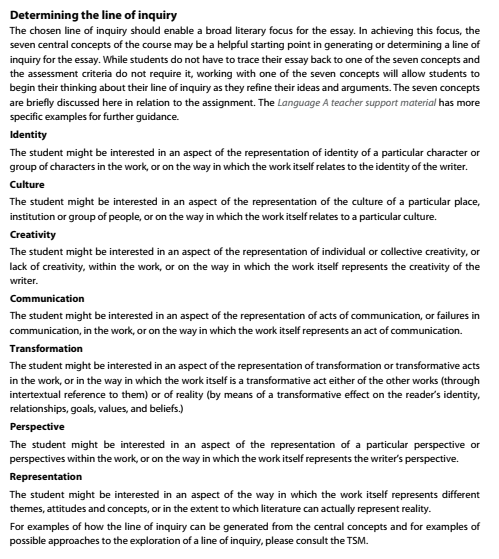 Determining the line of inquiry
The chosen line of inquiry should enable a broad literary focus for the essay. In achieving this focus, the
seven central concepts of the course may be a helpful starting point in generating or determining a line of
inquiry for the essay. While students do not have to trace their essay back to one of the seven concepts and
the assessment criteria do not require it, working with one of the seven concepts will allow students to
begin their thinking about their line of inquiry as they refine their ideas and arguments. The seven concepts
are briefly discussed here in relation to the assignment. The Language A teacher support material has more
specific examples for further guidance.
Identity
The student might be interested in an aspect of the representation of identity of a particular character or
group of characters in the work, or on the way in which the work itself relates to the identity of the writer.
Culture
The student might be interested in an aspect of the representation of the culture of a particular place,
institution or group of people, or on the way in which the work itself relates to a particular culture.
Creativity
The student might be interested in an aspect of the representation of individual or collective creativity, or
lack of creativity, within the work, or on the way in which the work itself represents the creativity of the
writer.
Communication
The student might be interested in an aspect of the representation of acts of communication, or failures in
communication, in the work, or on the way in which the work itself represents an act of communication.
Transformation
The student might be interested in an aspect of the representation of transformation or transformative acts
in the work, or in the way in which the work itself is a transformative act either of the other works (through
intertextual reference to them) or of reality (by means of a transformative effect on the reader's identity,
relationships, goals, values, and beliefs.)
Perspective
The student might be interested in an aspect of the representation of a particular perspective or
perspectives within the work, or on the way in which the work itself represents the writer's perspective.
Representation
The student might be interested in an aspect of the way in which the work itself represents different
themes, attitudes and concepts, or in the extent to which literature can actually represent reality.
For examples of how the line of inquiry can be generated from the central concepts and for examples of
possible approaches to the exploration of a line of inquiry, please consult the TSM.